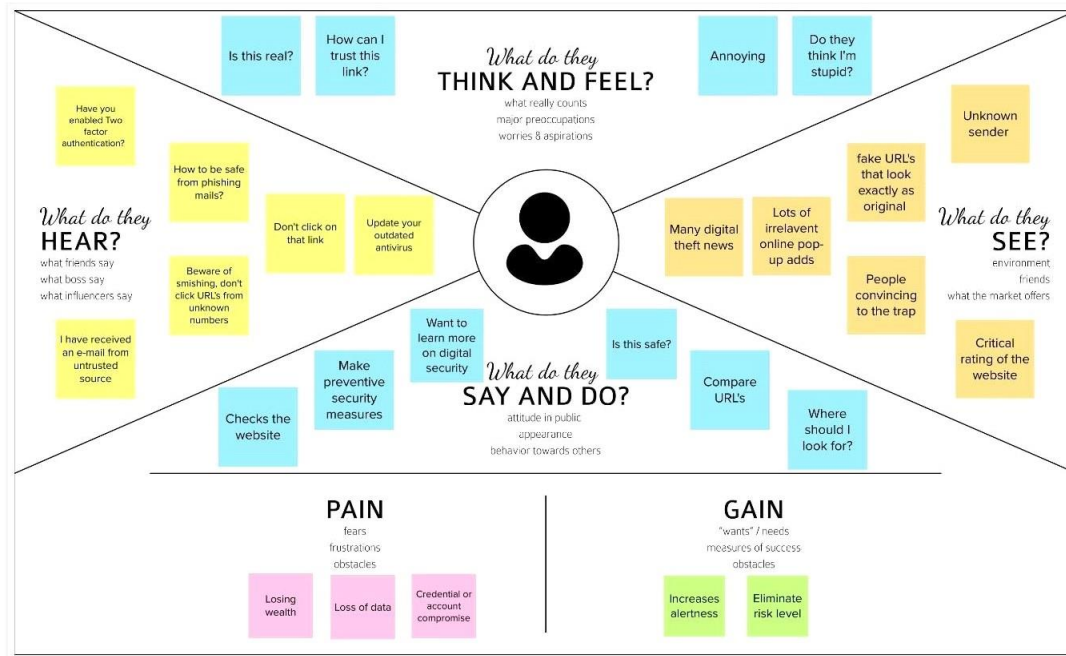 What do they
THINK AND FEEL?
what really counts
major preoccupations
worries & aspirations
Is this real?
How can I
trust this
link?
Annoying
Do they
think I'm
stupid?
What do they
HEAR?
what friends say
what boss say
what influencers say
Have you
enabled Two
factor
authentication?
How to be safe
from phishing
mails?
Don't click on
that link
Update your
outdated
antivirus
Beware of
smishing, don't
click URL's from
unknown
numbers
I have received
an e-mail from
untrusted
source
What do they
SEE?
environment
friends
what the market offers
Unknown
sender
fake URL's
that look
exactly as
original
Many digital
theft news
Lots of
irrelavent
online pop-
up adds
People
convincing
to the trap
Critical
rating of the
website
What do they
SAY AND DO?
attitude in public
appearance
behavior towards others
Checks the
website
Make
preventive
security
measures
Want to
learn more
on digital
security
Is this safe?
Compare
URL's
Where
should I
look for?
PAIN
fears
frustrations
obstacles
Losing
wealth
Loss of data
Credential or
account
compromise
GAIN
"wants" / needs
measures of success
obstacles
Increases
alertness
Eliminate
risk level